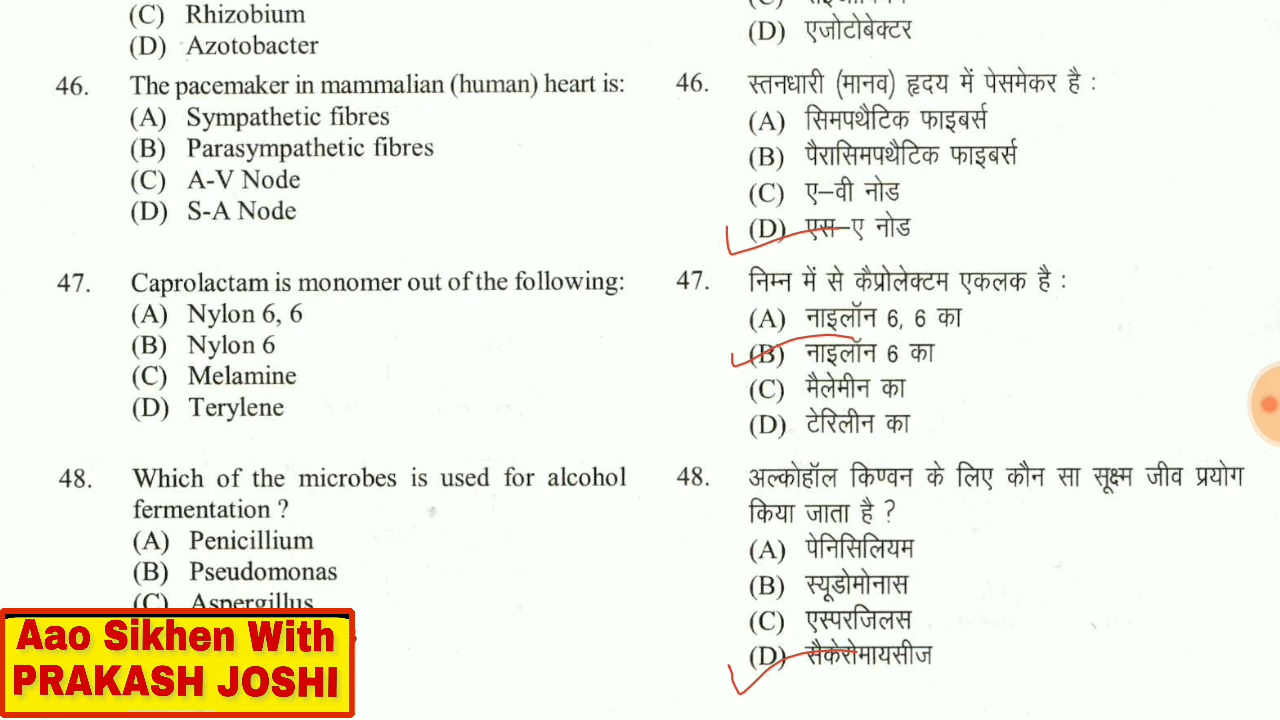 (C) Rhizobium
(D) Azotobacter
46. The pacemaker in mammalian (human) heart is:
(A) Sympathetic fibres
(B) Parasympathetic fibres
(C) A-V Node
(D) S-A Node
47. Caprolactam is monomer out of the following:
(A) Nylon 6, 6
(B) Nylon 6
(C) Melamine
(D) Terylene
48. Which of the microbes is used for alcohol
fermentation ?
(A) Penicillium
(B) Pseudomonas
(C) Aspergillus
(D) एजोटोबेक्टर
46. स्तनधारी (मानव) हृदय में पेसमेकर है :
(A) सिमपथैटिक फाइबर्स
(B) पैरासिमपथैटिक फाइबर्स
(C) ए–वी नोड
(D) एस–ए नोड
47. निम्न में से कैप्रोलेक्टम एकलक है :
(A) नाइलॉन 6, 6 का
(B) नाइलॉन 6 का
(C) मैलेमीन का
(D) टेरिलीन का
48. अल्कोहॉल किण्वन के लिए कौन सा सूक्ष्म जीव प्रयोग
किया जाता है ?
(A) पेनिसिलियम
(B) स्यूडोमोनास
(C) एस्परजिलस
(D) सैकेरोमायसीज
Aao Sikhen With
PRAKASH JOSHI